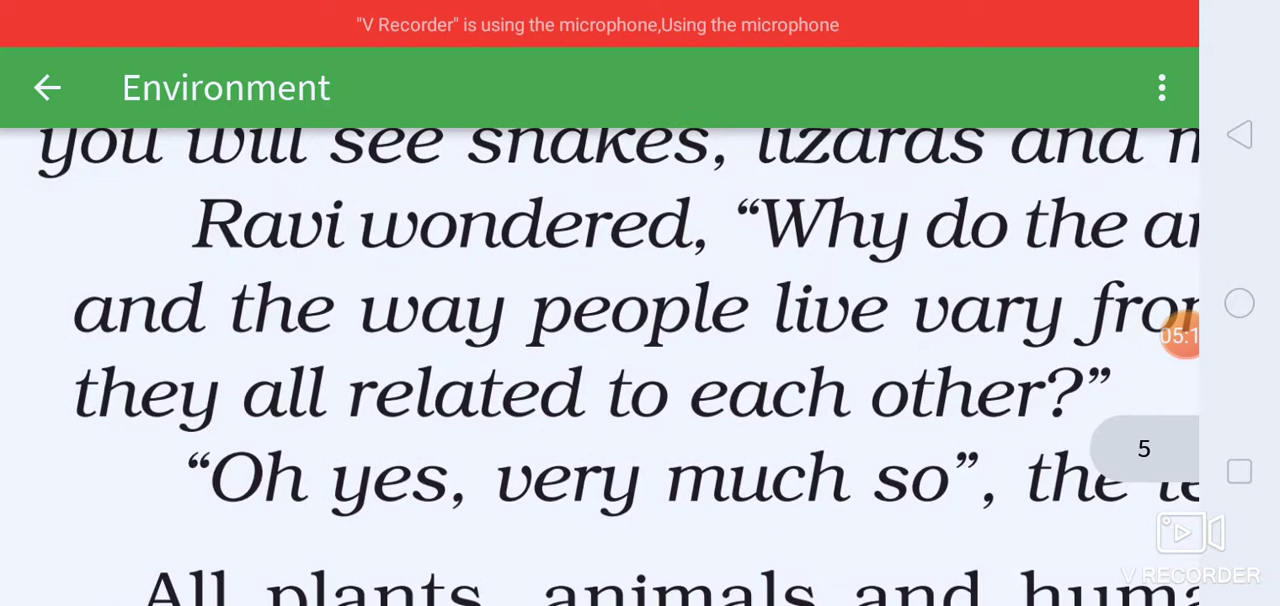 "V Recorder" is using the microphone,Using the microphone
Environment
you will see snakes, lizards and
Ravi wondered, “Why do the
and the way people live vary
05:1
they all related to each other?”
5
“Oh yes, very much so”, the
V RECORDER
All plants, animals and